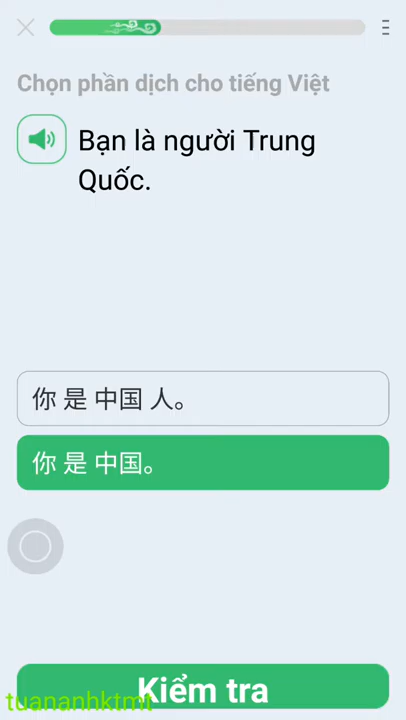 Chọn phần dịch cho tiếng Việt
Bạn là người Trung
Quốc.
你 是 中国 人。
你 是 中国。
Kiểm tra
tuananhktmt